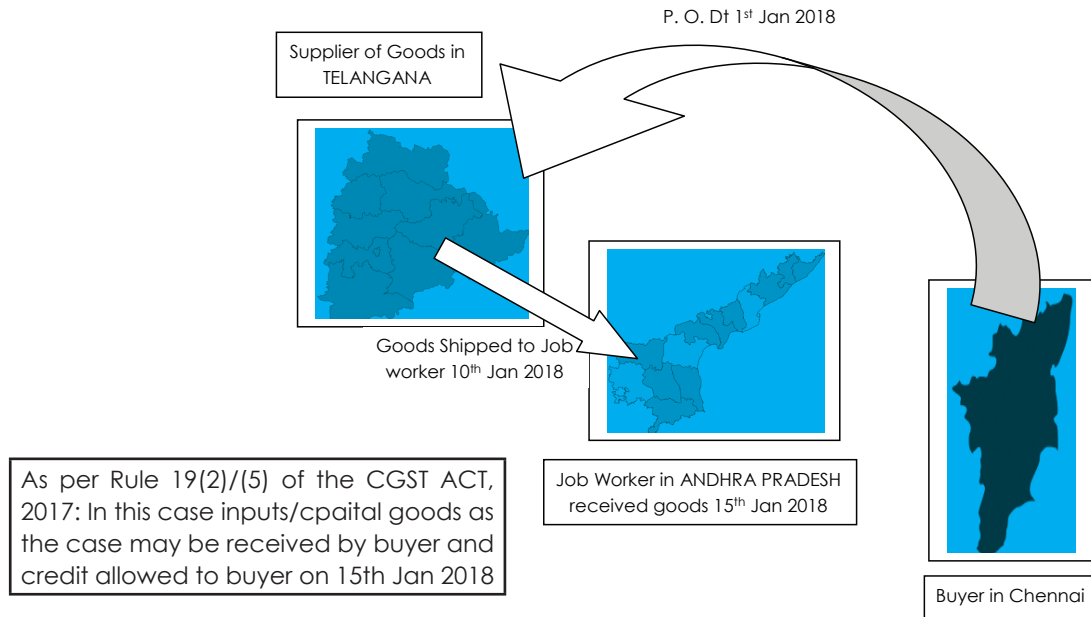 P. O. Dt 1st Jan 2018
Supplier of Goods in
TELANGANA
Goods Shipped to Job
worker 10th Jan 2018
Job Worker in ANDHRA PRADESH
received goods 15th Jan 2018
As per Rule 19(2)/(5) of the CGST ACT,
2017: In this case inputs/cpaital goods as
the case may be received by buyer and
credit allowed to buyer on 15th Jan 2018
Buyer in Chennai